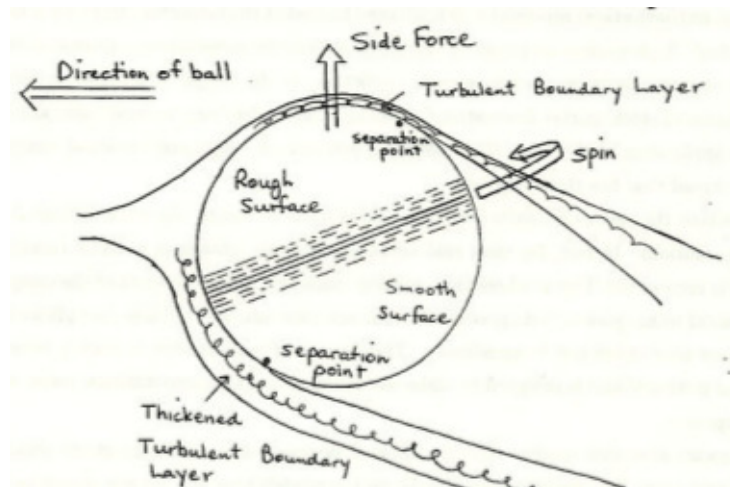 Side Force
Direction of ball
Turbulent Boundary Layer
separation
point
spin
Rough
Surface
Smooth
Surface
separation
point
Thickened
Turbulent Boundary
Layer